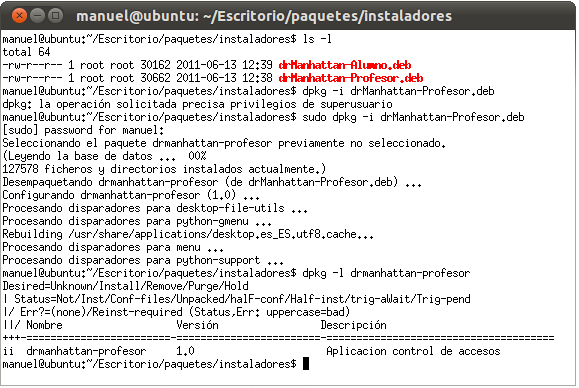 manuel@ubuntu: ~/Escritorio/paquetes/instaladores
manuel@ubuntu:~/Escritorio/paquetes/instaladores$ ls -l
total 64
-rw-r--r-- 1 root root 30162 2011-06-13 12:39 drManhattan-Alumno.deb
-rw-r--r-- 1 root root 30662 2011-06-13 12:38 drManhattan-Profesor.deb
manuel@ubuntu:~/Escritorio/paquetes/instaladores$ dpkg -i drManhattan-Profesor.deb
dpkg: la operación solicitada precisa privilegios de superusuario
manuel@ubuntu:~/Escritorio/paquetes/instaladores$ sudo dpkg -i drManhattan-Profesor.deb
[sudo] password for manuel:
Seleccionando el paquete drmanhattan-profesor previamente no seleccionado.
(Leyendo la base de datos ...  00%
127578 ficheros y directorios instalados actualmente.)
Desempaquetando drmanhattan-profesor (de drManhattan-Profesor.deb) ...
Configurando drmanhattan-profesor (1.0) ...
Procesando disparadores para desktop-file-utils ...
Procesando disparadores para python-gmenu ...
Rebuilding /usr/share/applications/desktop.es_ES.utf8.cache...
Procesando disparadores para menu ...
Procesando disparadores para python-support ...
manuel@ubuntu:~/Escritorio/paquetes/instaladores$ dpkg -l drmanhattan-profesor
Desired=Unknown/Install/Remove/Purge/Hold
| Status=Not/Inst/Conf-files/Unpacked/halF-conf/Half-inst/trig-aWait/Trig-pend
|/ Err?=(none)/Reinst-required (Status,Err: uppercase=bad)
||/ Nombre                   Versión                  Descripción
+++-========================-========================-======================================
ii  drmanhattan-profesor     1.0                       Aplicacion control de accesos
manuel@ubuntu:~/Escritorio/paquetes/instaladores$